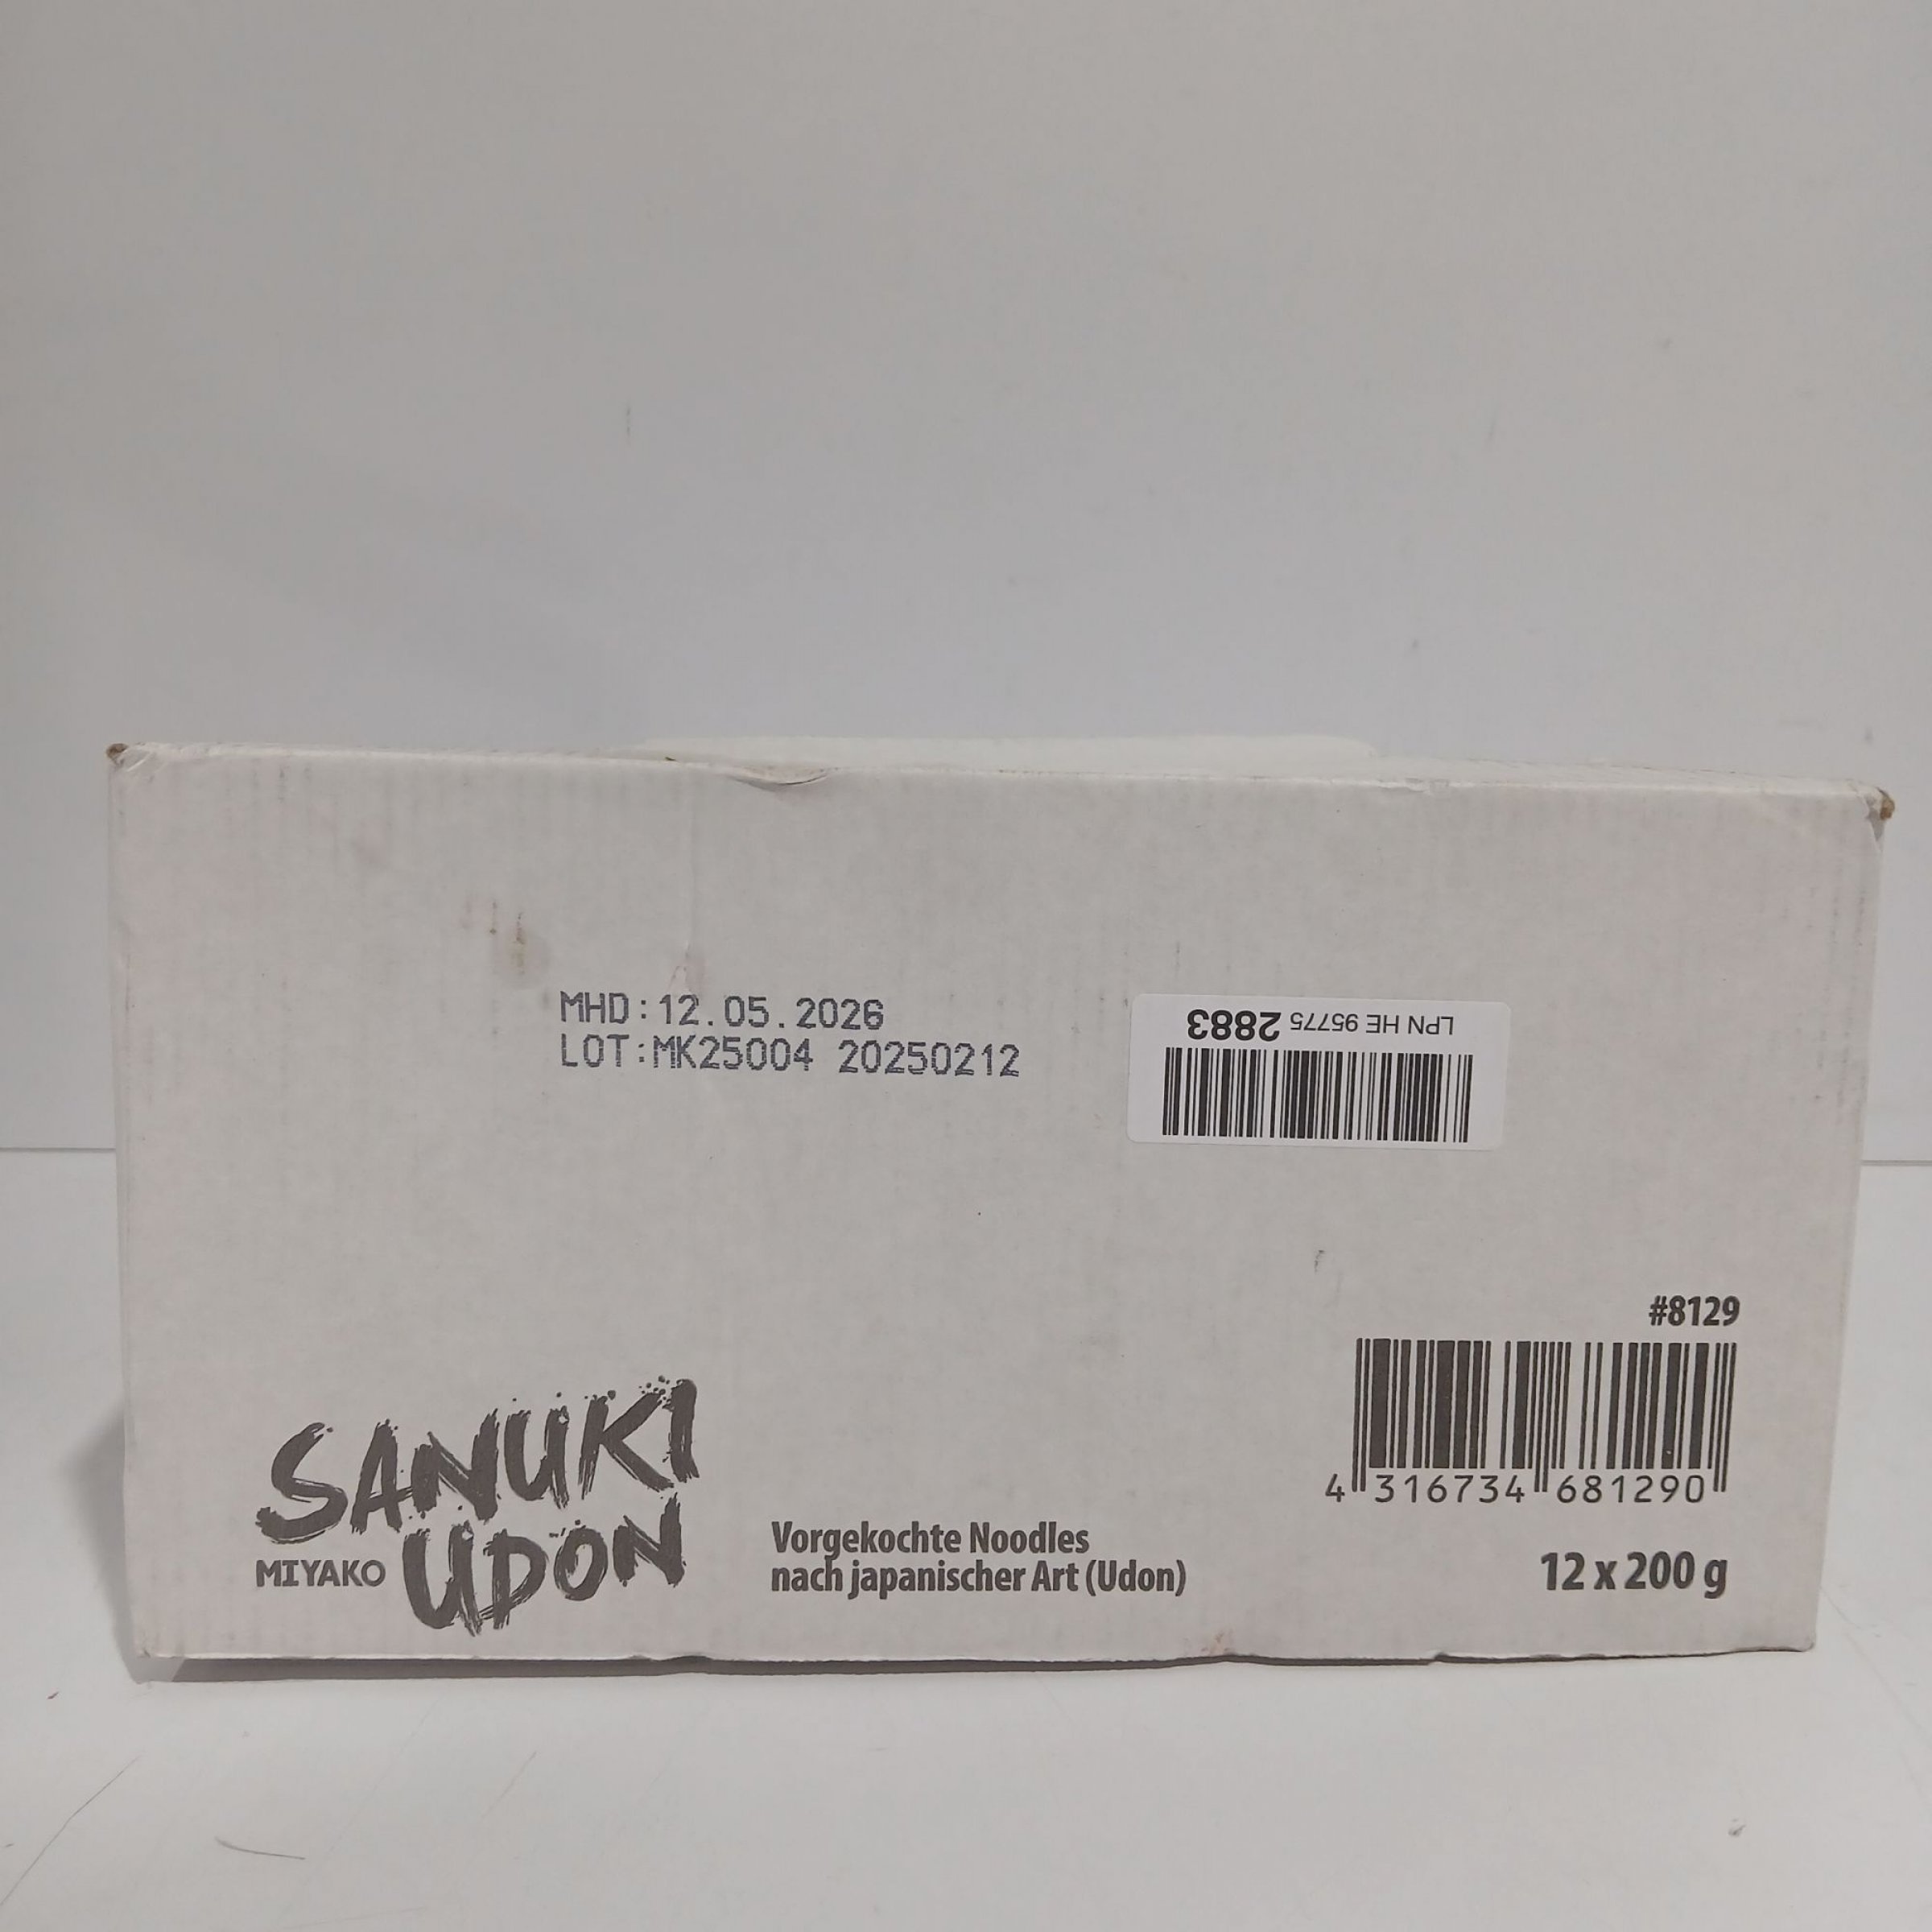 MHD:12.05.2026
LOT:MK25004 20250212
LPN HE 95775 2883
#8129
4 316734 681290
SANUKI
MIYAKO UDON
Vorgekochte Noodles
nach japanischer Art (Udon)
12 x 200 g